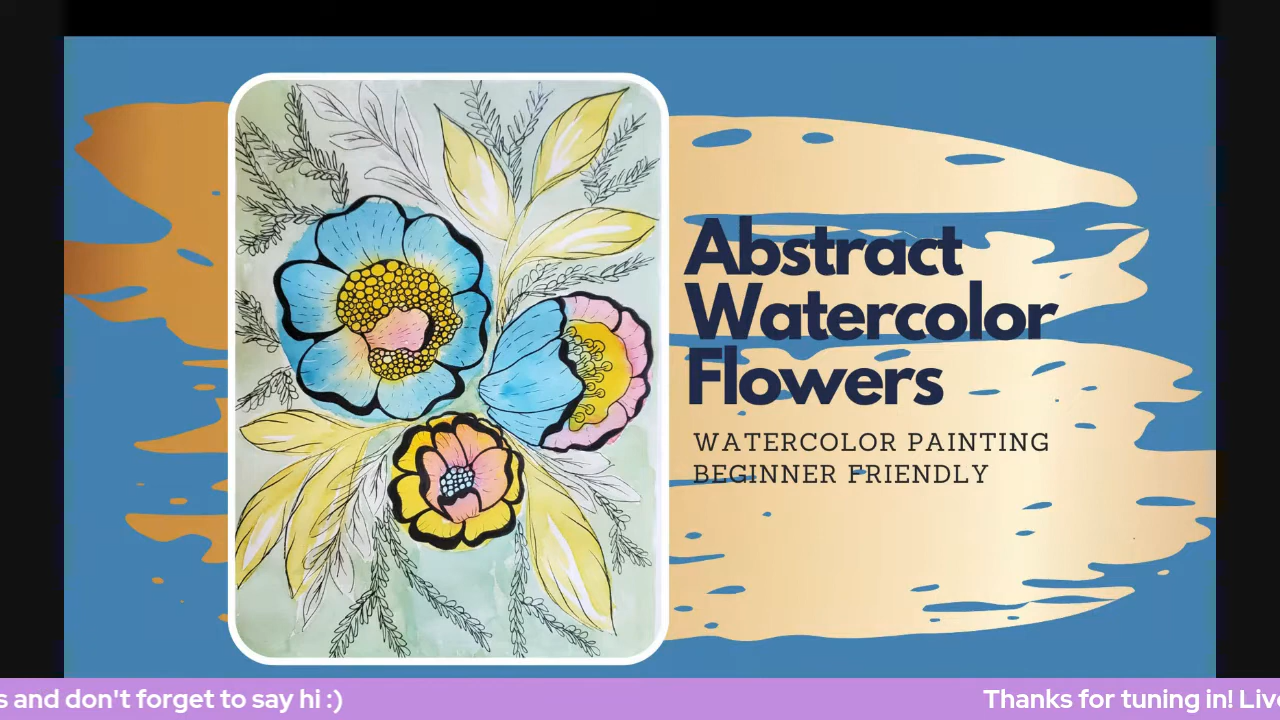 Abstract
Watercolor
Flowers
WATERCOLOR PAINTING
BEGINNER FRIENDLY
s and don't forget to say hi :) Thanks for tuning in! Live